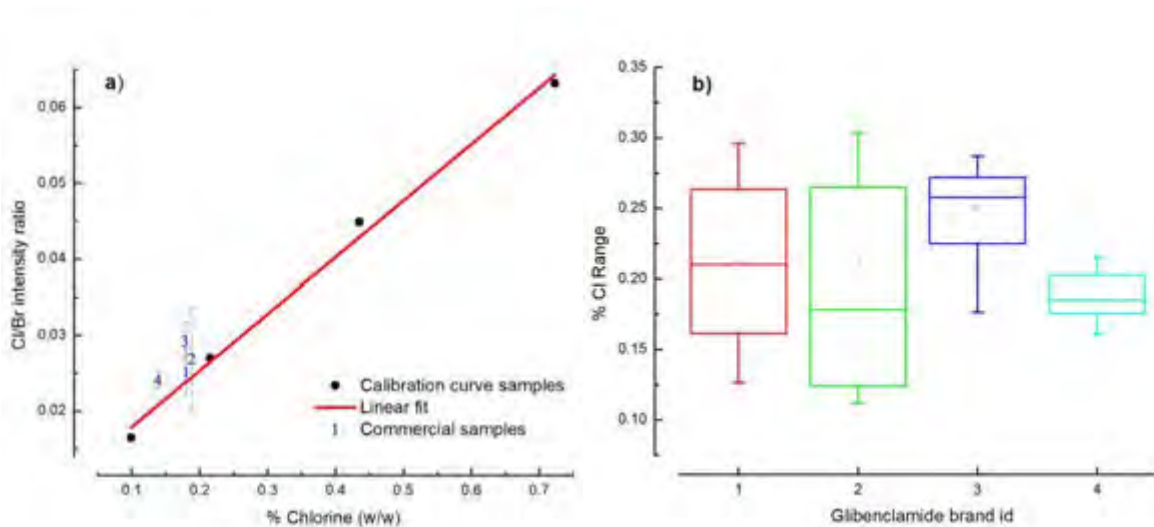 a)
0.06
0.05
0.04
0.03
0.02
Cl/Br intensity ratio
3
2
1
4
Calibration curve samples
Linear fit
1 Commercial samples
0.1 0.2 0.3 0.4 0.5 0.6 0.7
% Chlorine (w/w)
b)
0.35
0.30
0.25
0.20
0.15
0.10
% Cl Range
1 2 3 4
Glibenclamide brand id